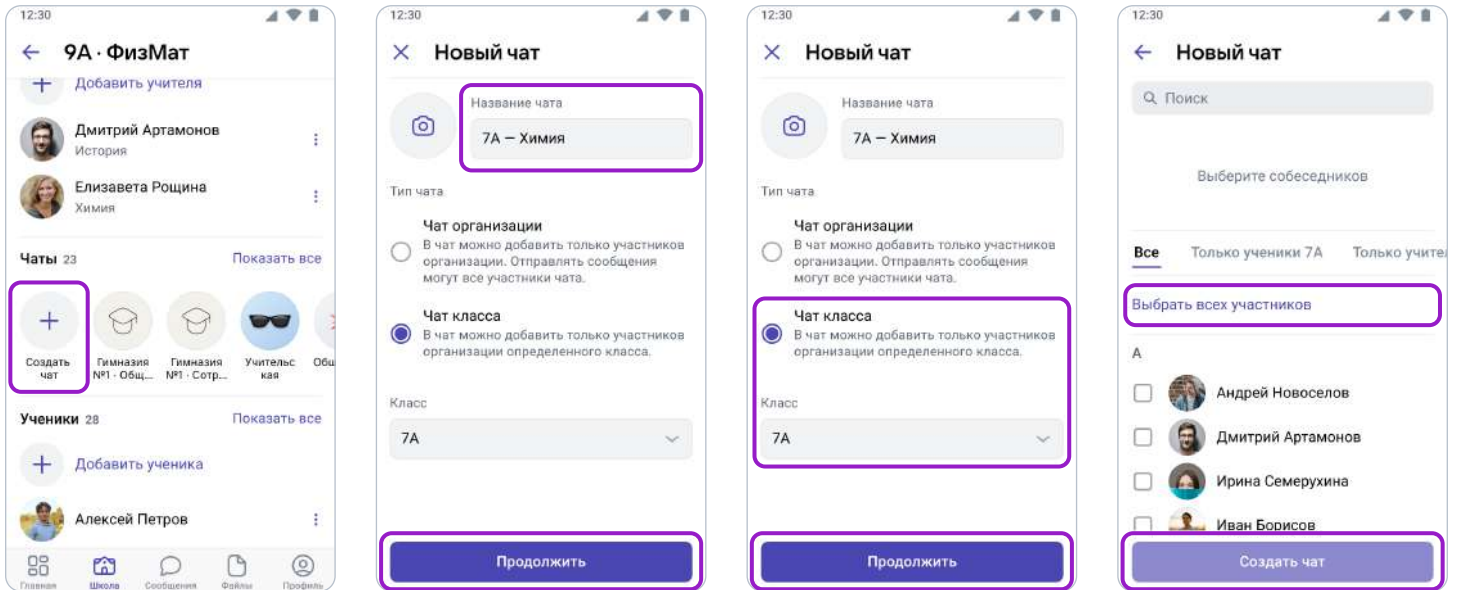 12:30
9А · ФизМат
Добавить учителя
Дмитрий Артамонов
История
Елизавета Рощина
Химия
Чаты 23
Показать все
Создать чат
Гимназия №1 · Общ...
Гимназия №1 · Сотр...
Учительс кая
Общ
Ученики 28
Показать все
Добавить ученика
Алексей Петров
Главная
Школа
Сообщения
Файлы
Профиль
12:30
Новый чат
Название чата
7А — Химия
Тип чата
Чат организации
В чат можно добавить только участников
организации. Отправлять сообщения
могут все участники чата.
Чат класса
В чат можно добавить только участников
организации определенного класса.
Класс
7А
Продолжить
12:30
Новый чат
Название чата
7А — Химия
Тип чата
Чат организации
В чат можно добавить только участников
организации. Отправлять сообщения
могут все участники чата.
Чат класса
В чат можно добавить только участников
организации определенного класса.
Класс
7А
Продолжить
12:30
Новый чат
Поиск
Выберите собеседников
Все
Только ученики 7А
Только учите
Выбрать всех участников
А
Андрей Новоселов
Дмитрий Артамонов
Ирина Семерухина
Иван Борисов
Создать чат